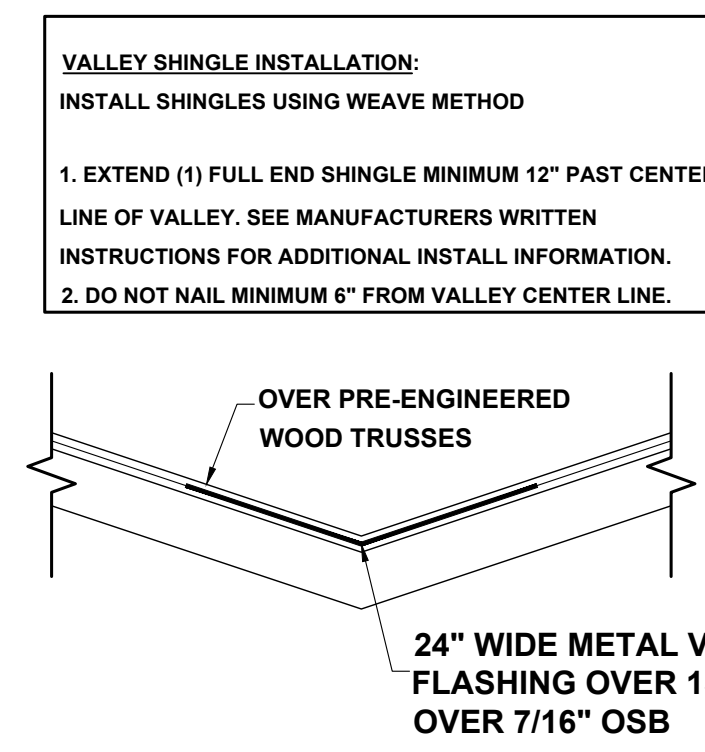 VALLEY SHINGLE INSTALLATION:
INSTALL SHINGLES USING WEAVE METHOD
1. EXTEND (1) FULL END SHINGLE MINIMUM 12" PAST CENTER
LINE OF VALLEY. SEE MANUFACTURERS WRITTEN
INSTRUCTIONS FOR ADDITIONAL INSTALL INFORMATION.
2. DO NOT NAIL MINIMUM 6" FROM VALLEY CENTER LINE.
OVER PRE-ENGINEERED
WOOD TRUSSES
24" WIDE METAL
FLASHING OVER
OVER 7/16" OSB